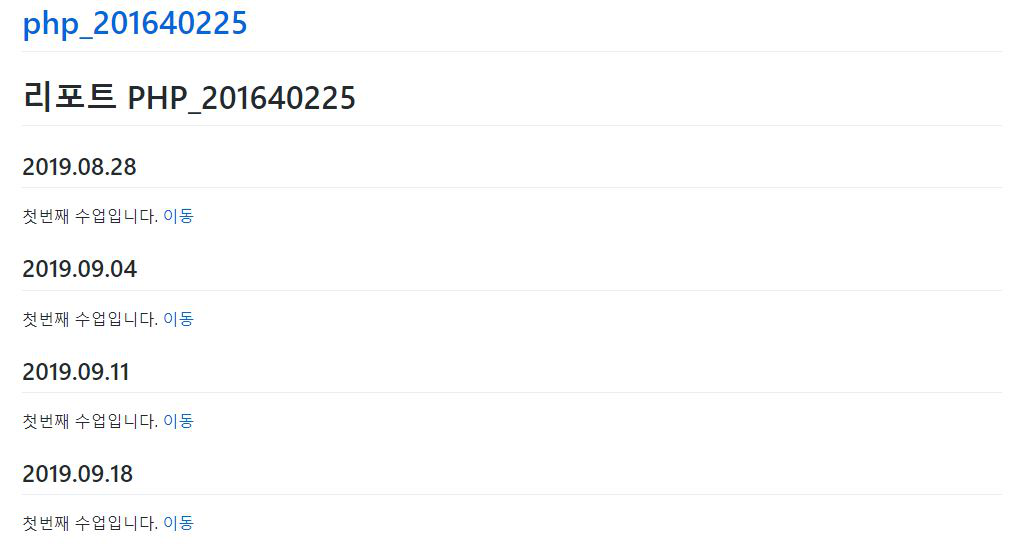 php_201640225
리포트 PHP_201640225
2019.08.28
첫번째 수업입니다. 이동
2019.09.04
첫번째 수업입니다. 이동
2019.09.11
첫번째 수업입니다. 이동
2019.09.18
첫번째 수업입니다. 이동